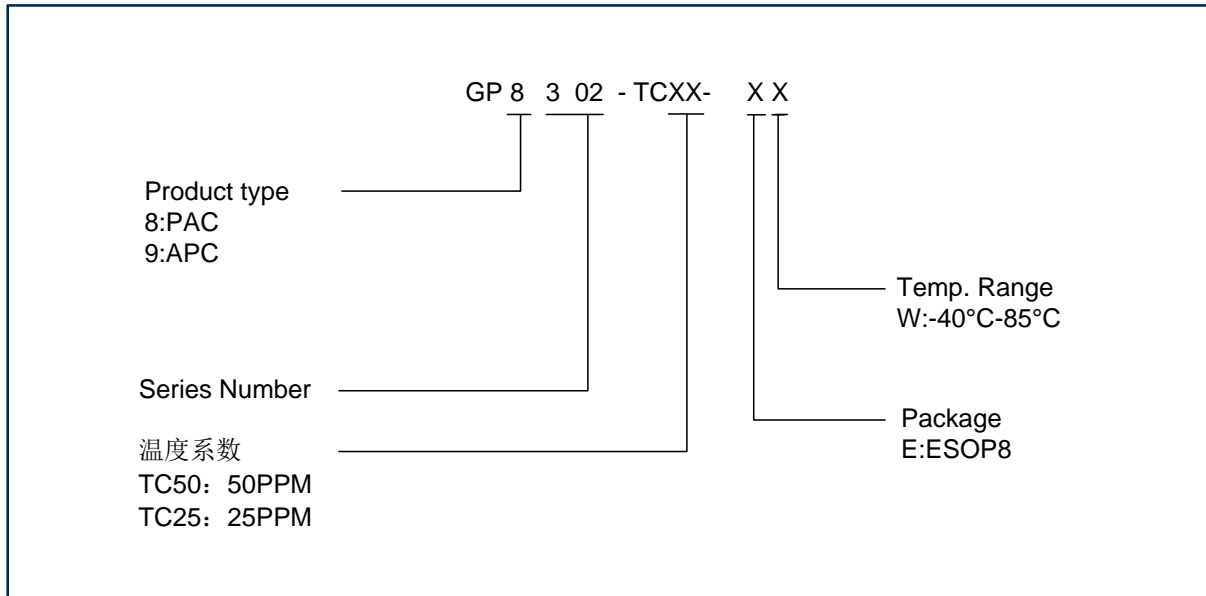 GP 8 3 02 - TCXX- X X
Product type
8:PAC
9:APC
Temp. Range
W:-40°C-85°C
Series Number
Package
E:ESOP8
温度系数
TC50：50PPM
TC25：25PPM